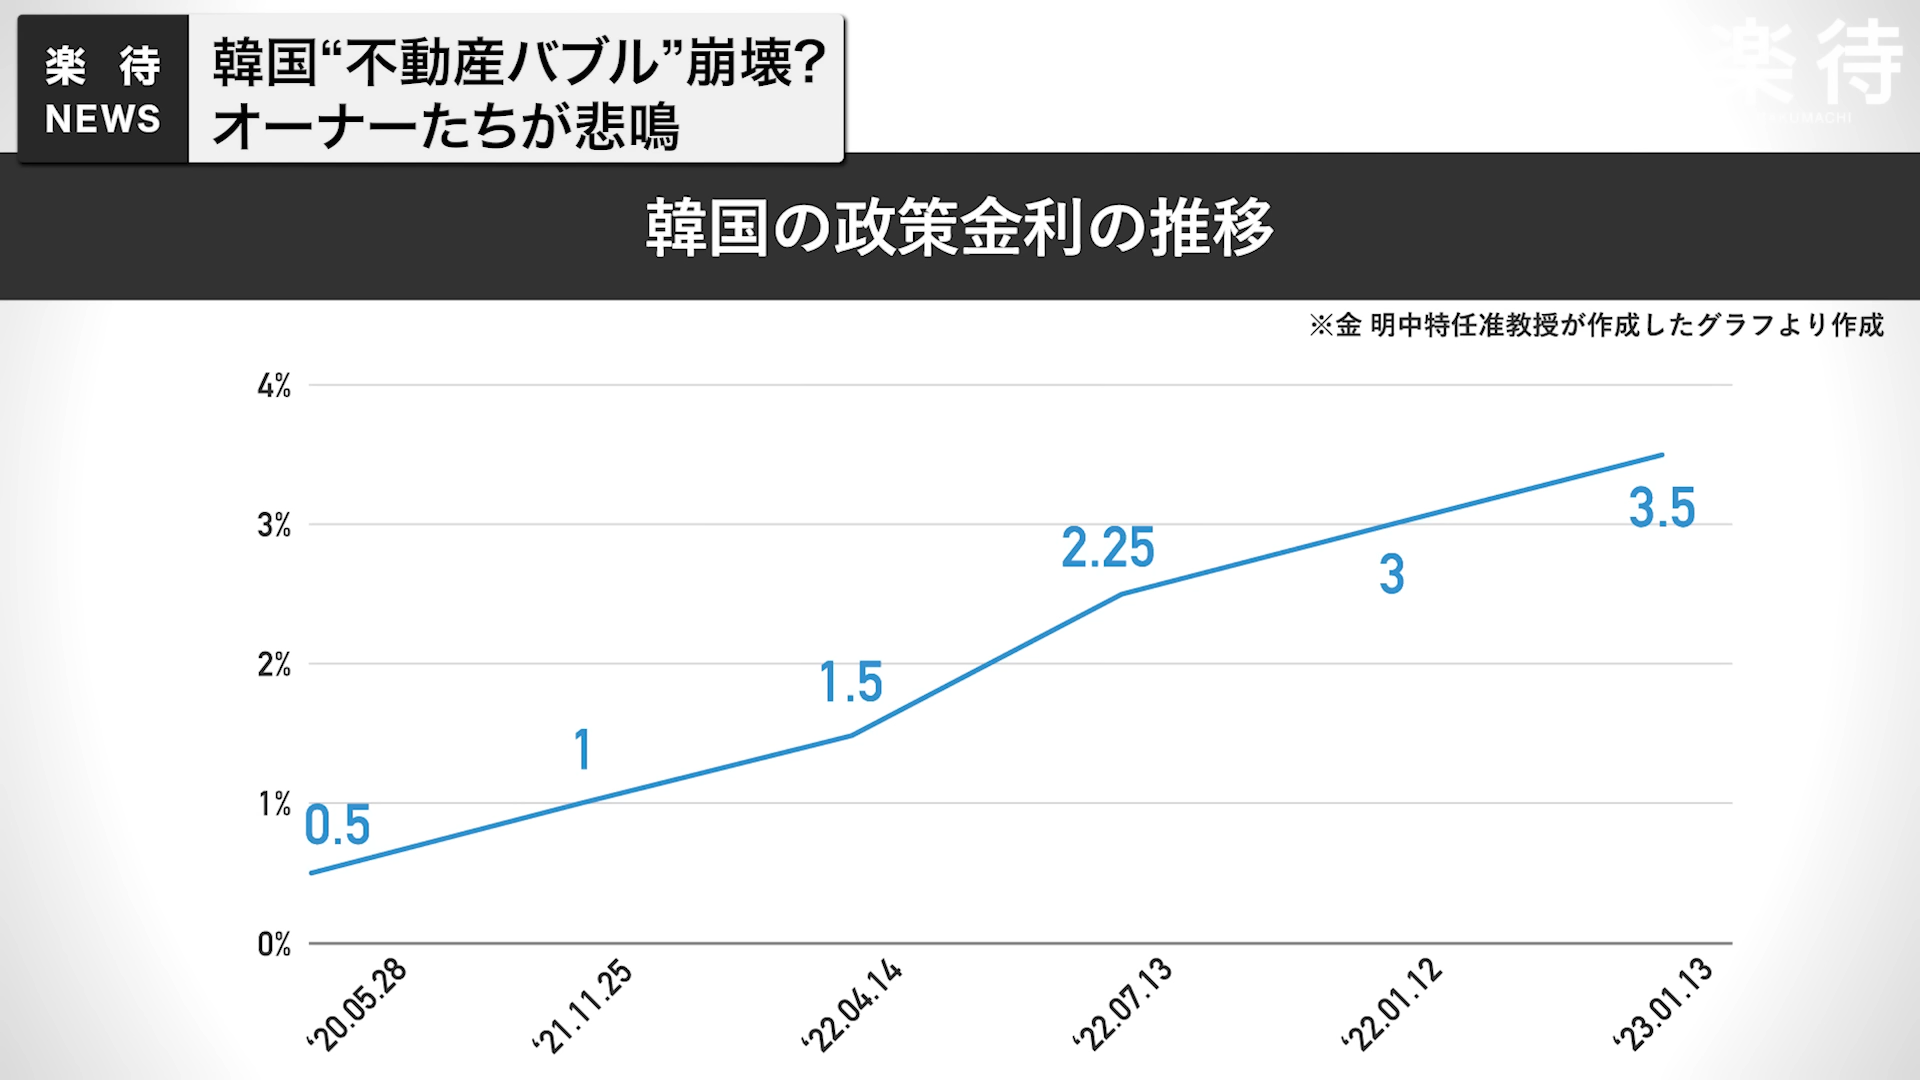 楽待
NEWS
韓国“不動産バブル”崩壊?
オーナーたちが悲鳴
楽待
RAKUMACHI
韓国の政策金利の推移
※金 明中特任准教授が作成したグラフより作成
4%
3%
2%
1%
0%
0.5
1
1.5
2.25
3
3.5
‘20.05.28
‘21.11.25
‘22.04.14
‘22.07.13
‘22.01.12
‘23.01.13